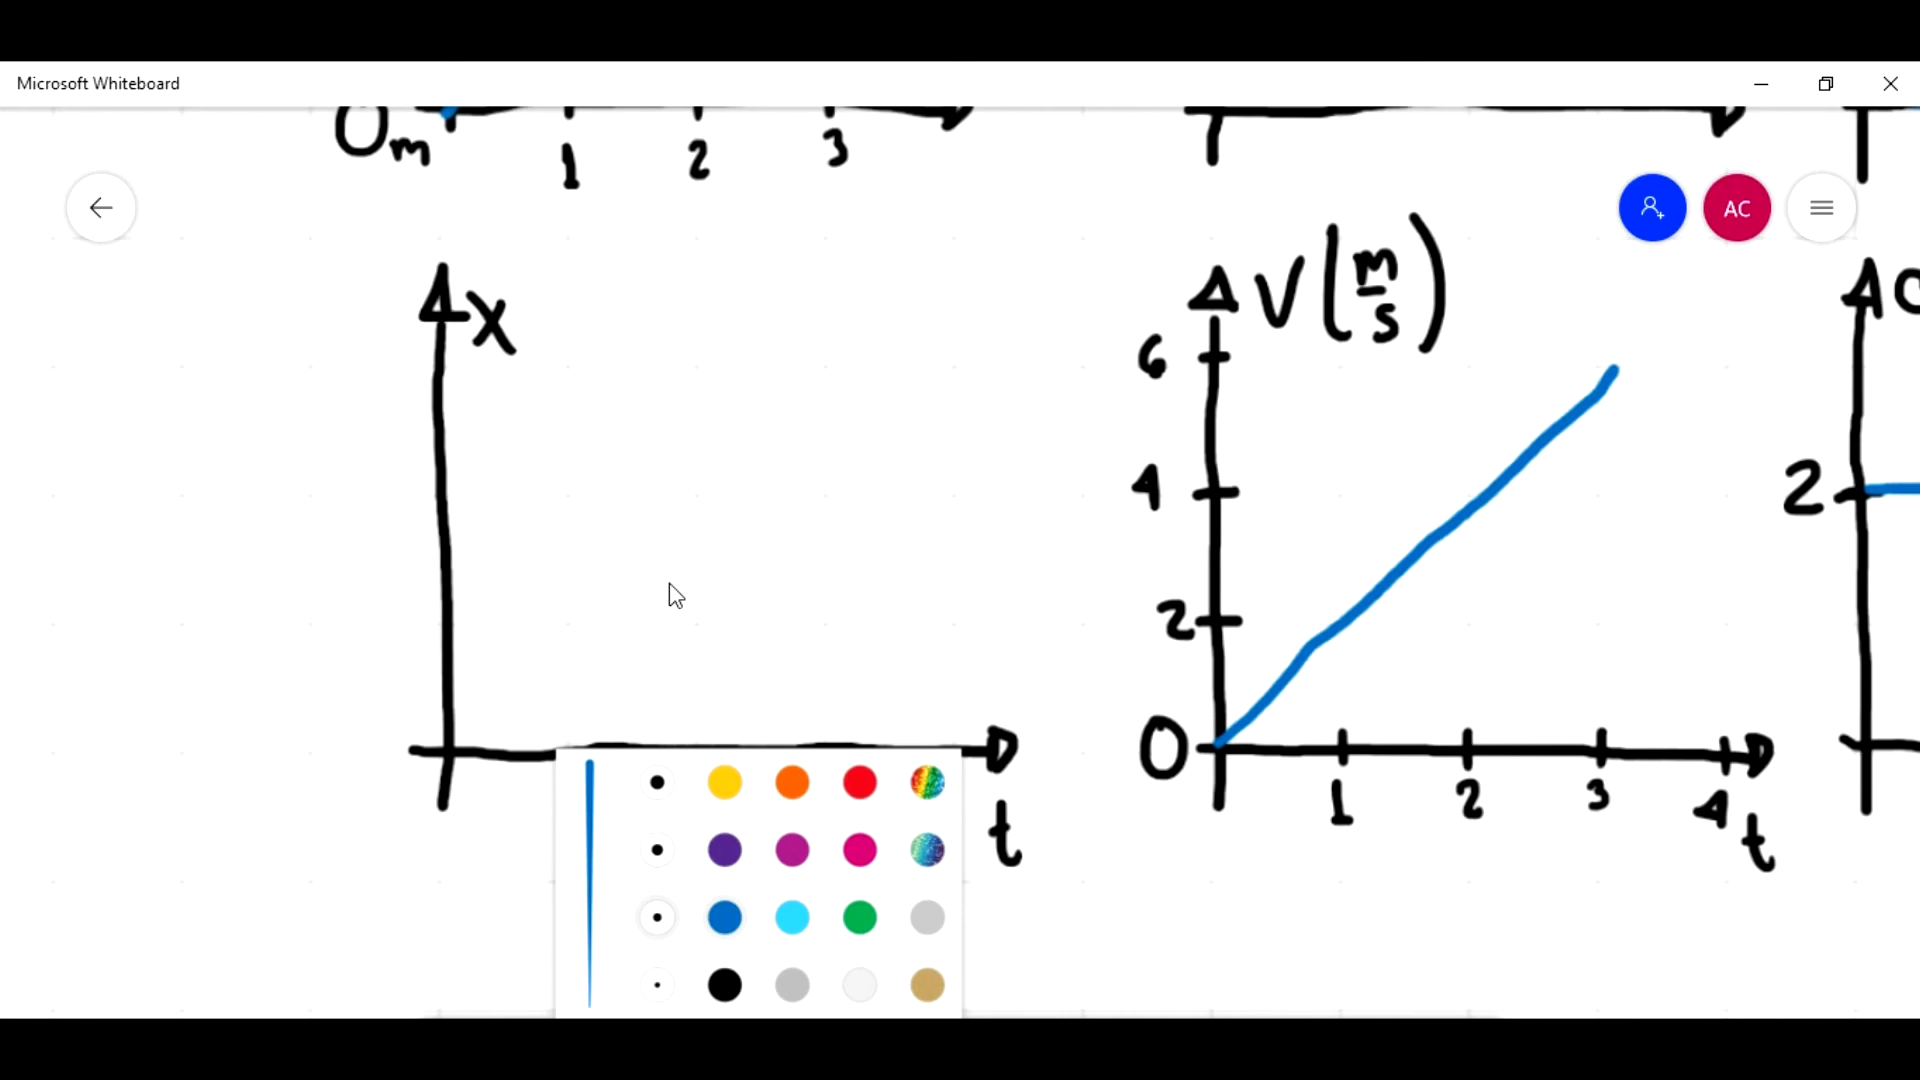 Microsoft Whiteboard
0m
1 2 3
AC
x
t
V(m/s)
6
4
2
0
1 2 3 4
t
2